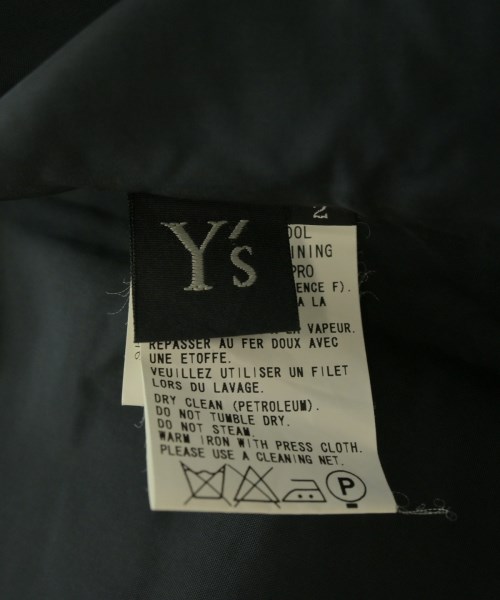 Y's
2
INING
PRO
ENCE F).
A LA
VAPEUR.
REPASSER AU FER DOUX AVEC
UNE ETOFFE.
VEUILLEZ UTILISER UN FILET
LORS DU LAVAGE.
DRY CLEAN (PETROLEUM).
DO NOT TUMBLE DRY.
DO NOT STEAM.
WARM IRON WITH PRESS CLOTH.
PLEASE USE A CLEANING NET.
P